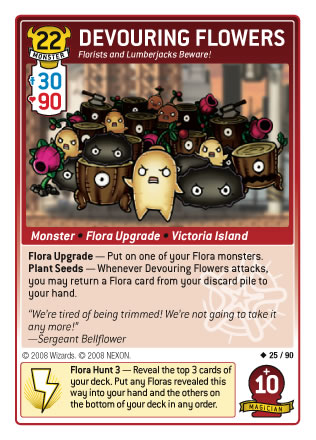 22
MONSTER
DEVOURING FLOWERS
Florists and Lumberjacks Beware!
30
90
Monster • Flora Upgrade • Victoria Island
Flora Upgrade — Put on one of your Flora monsters.
Plant Seeds — Whenever Devouring Flowers attacks,
you may return a Flora card from your discard pile to
your hand.
"We're tired of being trimmed! We're not going to take it
any more!"
—Sergeant Bellflower
© 2008 Wizards. © 2008 NEXON.
◆ 25 / 90
Flora Hunt 3 — Reveal the top 3 cards of
your deck. Put any Floras revealed this
way into your hand and the others on
the bottom of your deck in any order.
+
10
MAGICIAN